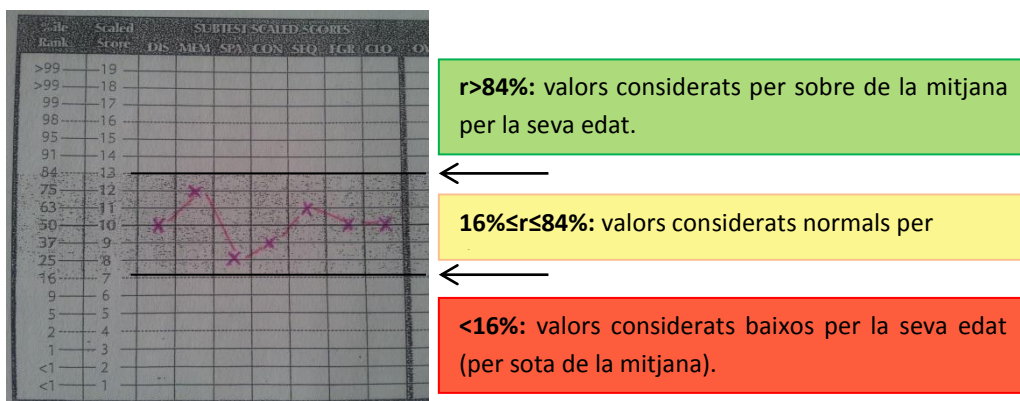 %ile Scaled SUBTEST SCALED SCORES
Rank Score DIS MEM SPA CON SEQ FGR CLO
>99 19
>99 18
99 17
98 16
95 15
91 14
84 13
75 12
63 11
50 10
37 9
25 8
16 7
9 6
5 5
2 4
1 3
<1 2
<1 1
r>84%: valors considerats per sobre de la mitjana
per la seva edat.
16%≤r≤84%: valors considerats normals per
<16%: valors considerats baixos per la seva edat
(per sota de la mitjana).